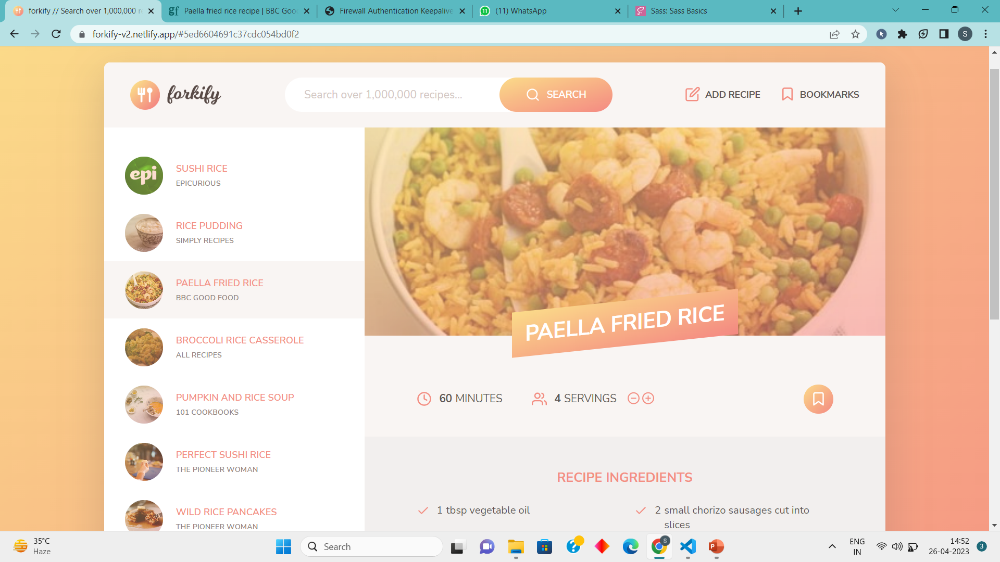 forkify // Search over 1,000,000 r
Paella fried rice recipe | BBC Goo
Firewall Authentication Keepalive
(11) WhatsApp
Sass: Sass Basics
forkify-v2.netlify.app/#5ed6604691c37cdc054bd0f2
S
forkify
Search over 1,000,000 recipes...
SEARCH
ADD RECIPE
BOOKMARKS
epi
SUSHI RICE
EPICURIOUS
RICE PUDDING
SIMPLY RECIPES
PAELLA FRIED RICE
BBC GOOD FOOD
BROCCOLI RICE CASSEROLE
ALL RECIPES
PUMPKIN AND RICE SOUP
101 COOKBOOKS
PERFECT SUSHI RICE
THE PIONEER WOMAN
WILD RICE PANCAKES
THE PIONEER WOMAN
PAELLA FRIED RICE
60 MINUTES
4 SERVINGS
RECIPE INGREDIENTS
1 tbsp vegetable oil
2 small chorizo sausages cut into
slices
35°C
Haze
Search
ENG
IN
14:52
26-04-2023
3